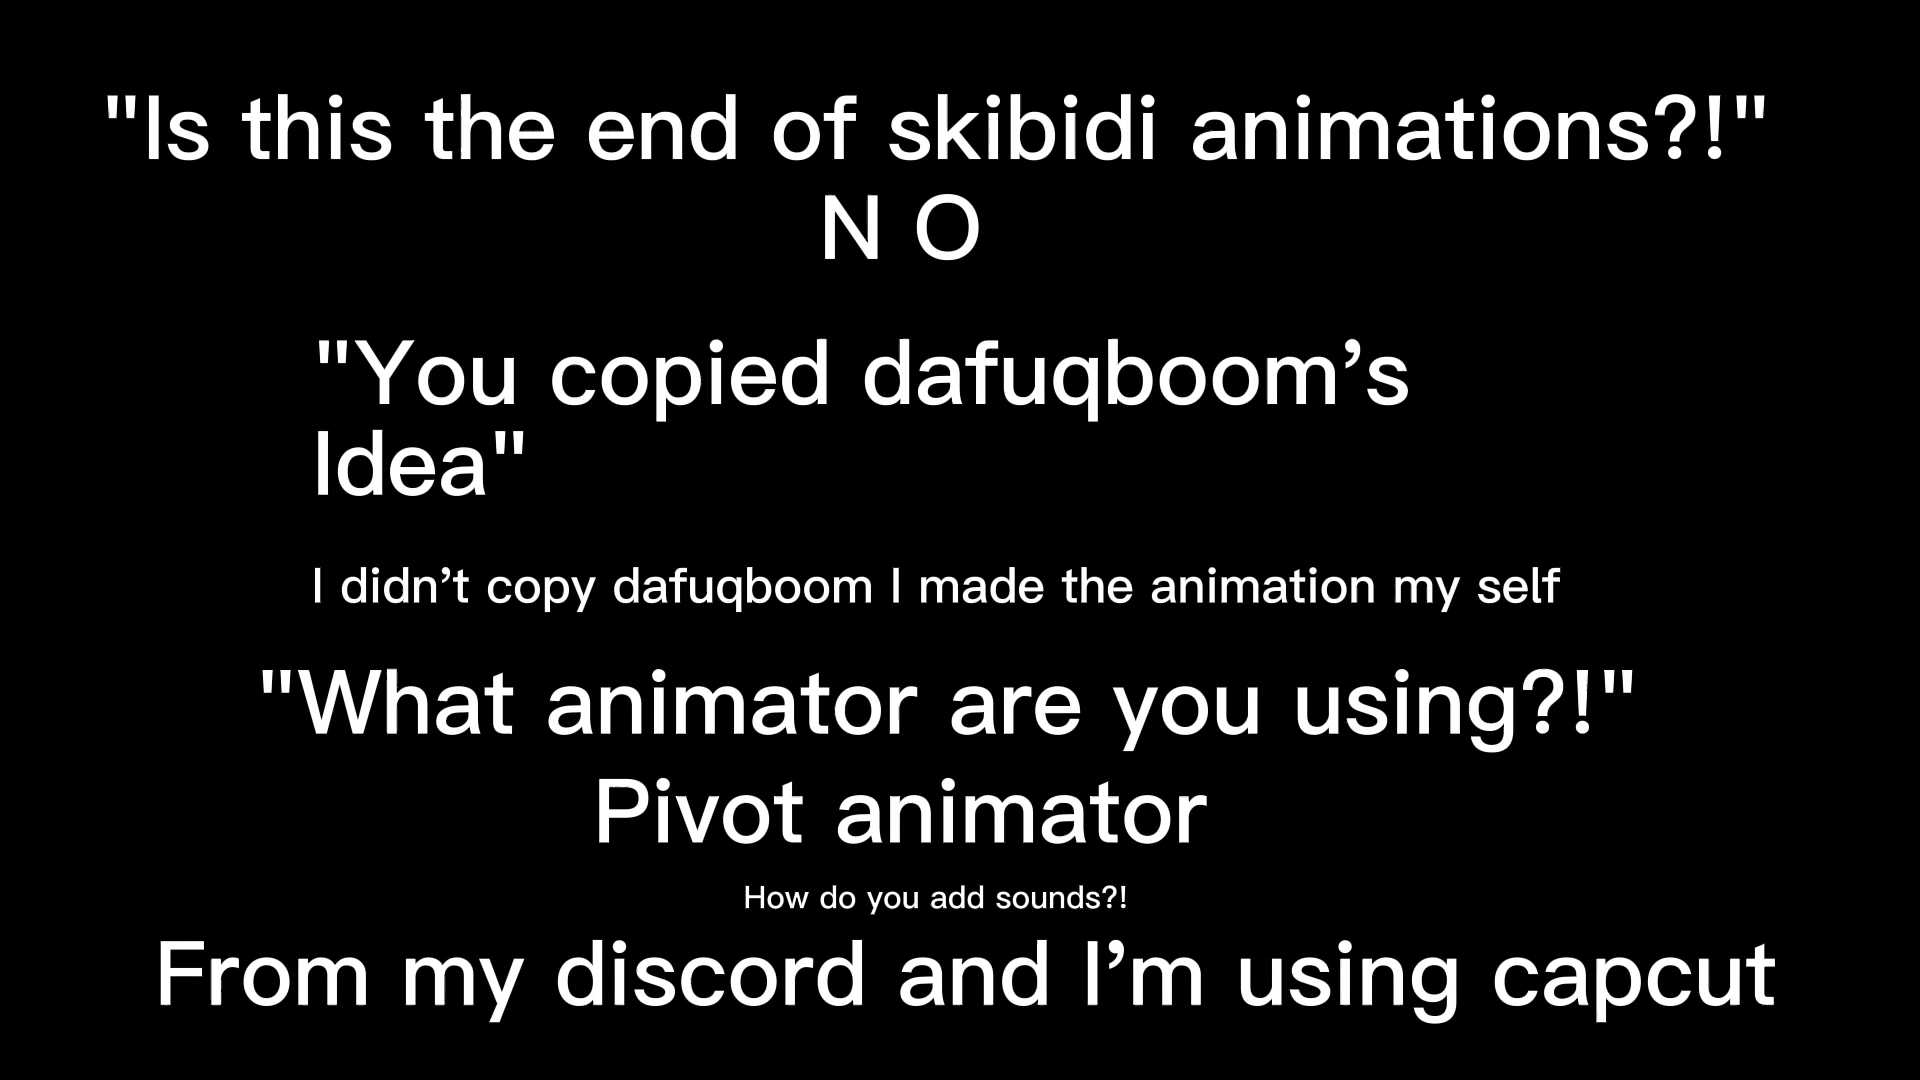 "Is this the end of skibidi animations?!"
N O
"You copied dafuqboom’s
Idea"
I didn’t copy dafuqboom I made the animation my self
"What animator are you using?!"
Pivot animator
How do you add sounds?!
From my discord and I’m using capcut